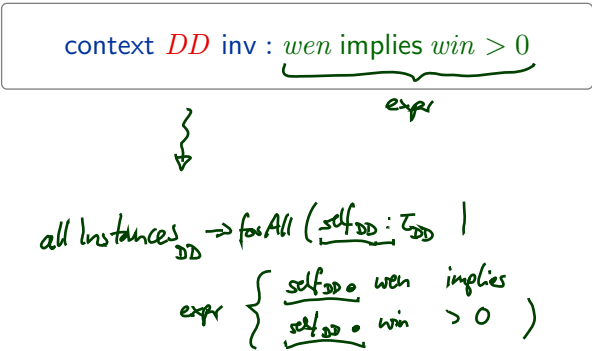 context DD inv : wen implies win > 0
expr
allInstances_DD -> forAll ( self_DD : τ_DD |
expr { self_DD . wen implies
self_DD . win > 0 )